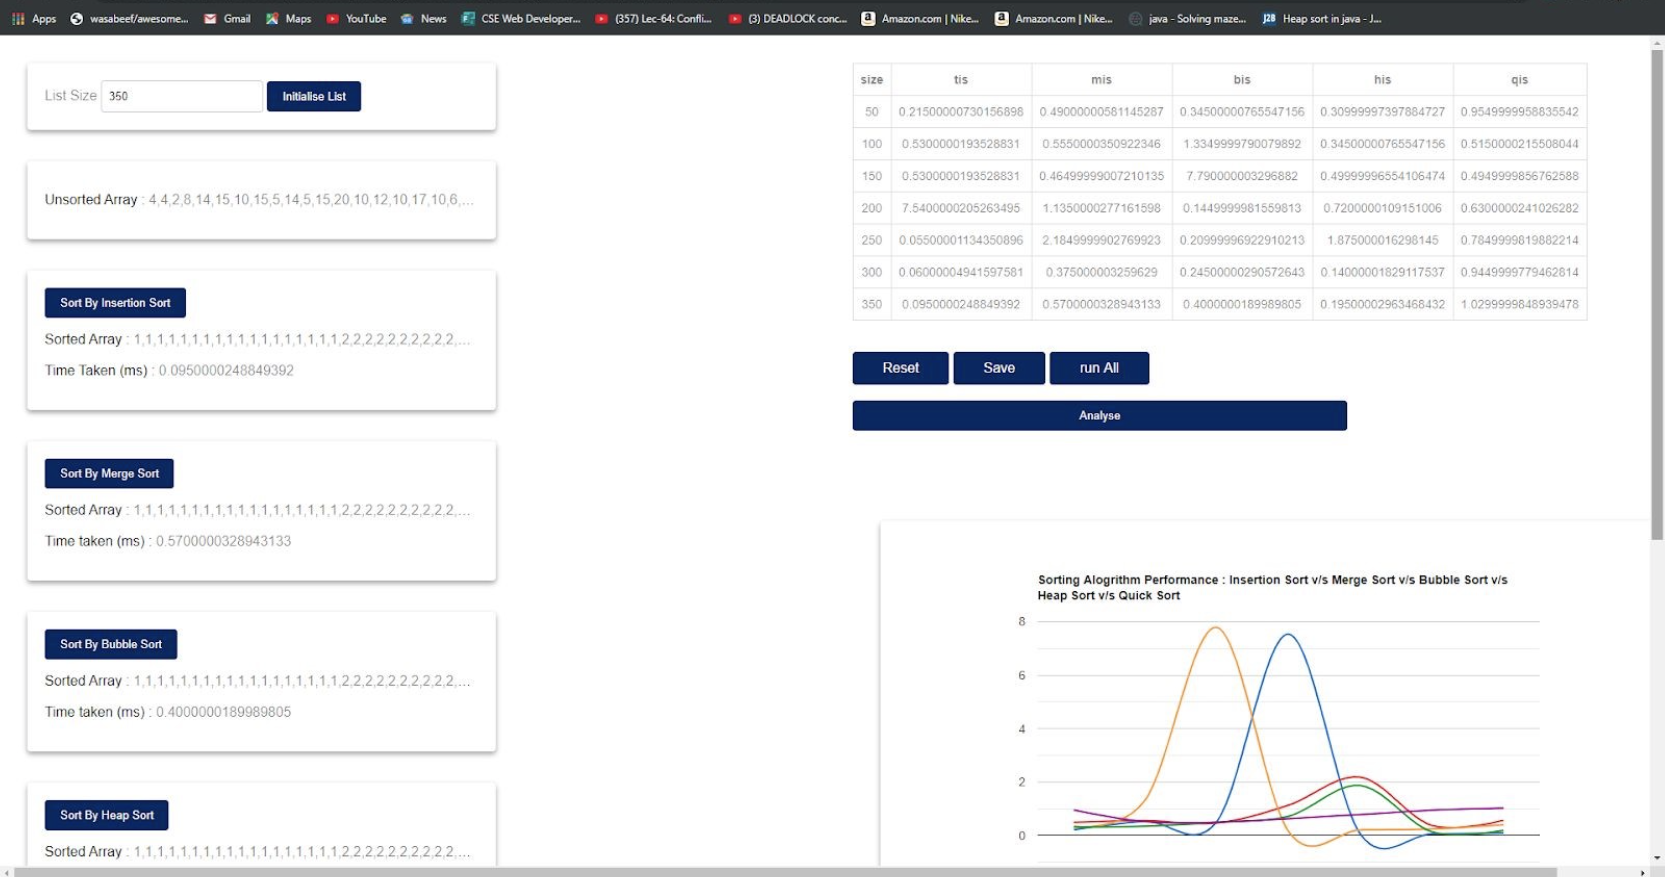 Apps wasabeef/awesome... Gmail Maps YouTube News CSE Web Developer... (357) Lec-64: Confli... (3) DEADLOCK conc... Amazon.com | Nike... Amazon.com | Nike... java - Solving maze... J2B Heap sort in java - J...
List Size 350 Initialise List
Unsorted Array : 4,4,2,8,14,15,10,15,5,14,5,15,20,10,12,10,17,10,6,...
Sort By Insertion Sort
Sorted Array : 1,1,1,1,1,1,1,1,1,1,1,1,1,1,1,1,1,1,2,2,2,2,2,2,2,2,2,2,...
Time Taken (ms) : 0.0950000248849392
Sort By Merge Sort
Sorted Array : 1,1,1,1,1,1,1,1,1,1,1,1,1,1,1,1,1,1,2,2,2,2,2,2,2,2,2,2,...
Time taken (ms) : 0.5700000328943133
Sort By Bubble Sort
Sorted Array : 1,1,1,1,1,1,1,1,1,1,1,1,1,1,1,1,1,1,2,2,2,2,2,2,2,2,2,2,...
Time taken (ms) : 0.4000000189989805
Sort By Heap Sort
Sorted Array : 1,1,1,1,1,1,1,1,1,1,1,1,1,1,1,1,1,1,2,2,2,2,2,2,2,2,2,2,...
size tis mis bis his qis
50 0.21500000730156898 0.49000000581145287 0.34500000765547156 0.30999997397884727 0.9549999958835542
100 0.5300000193528831 0.5550000350922346 1.3349999790079892 0.34500000765547156 0.5150000215508044
150 0.5300000193528831 0.46499999007210135 7.790000003296882 0.49999996554106474 0.4949999856762588
200 7.5400000205263495 1.1350000277161598 0.1449999981559813 0.7200000109151006 0.6300000241026282
250 0.05500001134350896 2.1849999902769923 0.20999996922910213 1.875000016298145 0.7849999819882214
300 0.06000004941597581 0.375000003259629 0.24500000290572643 0.14000001829117537 0.9449999779462814
350 0.0950000248849392 0.5700000328943133 0.4000000189989805 0.19500002963468432 1.0299999848939478
Reset Save run All
Analyse
Sorting Alogrithm Performance : Insertion Sort v/s Merge Sort v/s Bubble Sort v/s
Heap Sort v/s Quick Sort
8
6
4
2
0